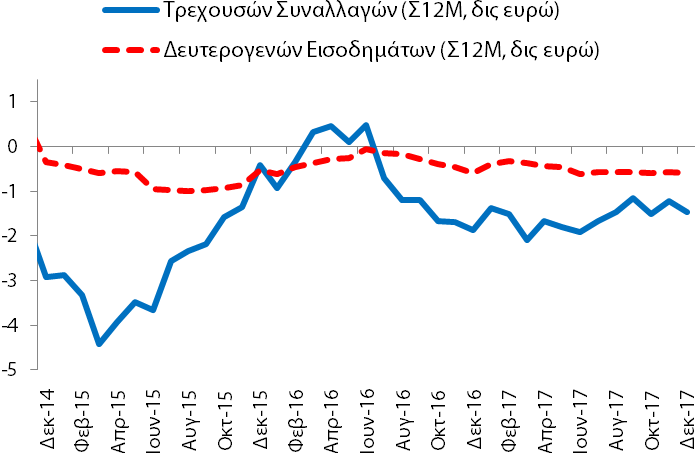 Τρεχουσών Συναλλαγών (Σ12Μ, δις ευρώ)
Δευτερογενών Εισοδημάτων (Σ12Μ, δις ευρώ)
1
0
-1
-2
-3
-4
-5
Δεκ-14
Φεβ-15
Απρ-15
Ιουν-15
Αυγ-15
Οκτ-15
Δεκ-15
Φεβ-16
Απρ-16
Ιουν-16
Αυγ-16
Οκτ-16
Δεκ-16
Φεβ-17
Απρ-17
Ιουν-17
Αυγ-17
Οκτ-17
Δεκ-17